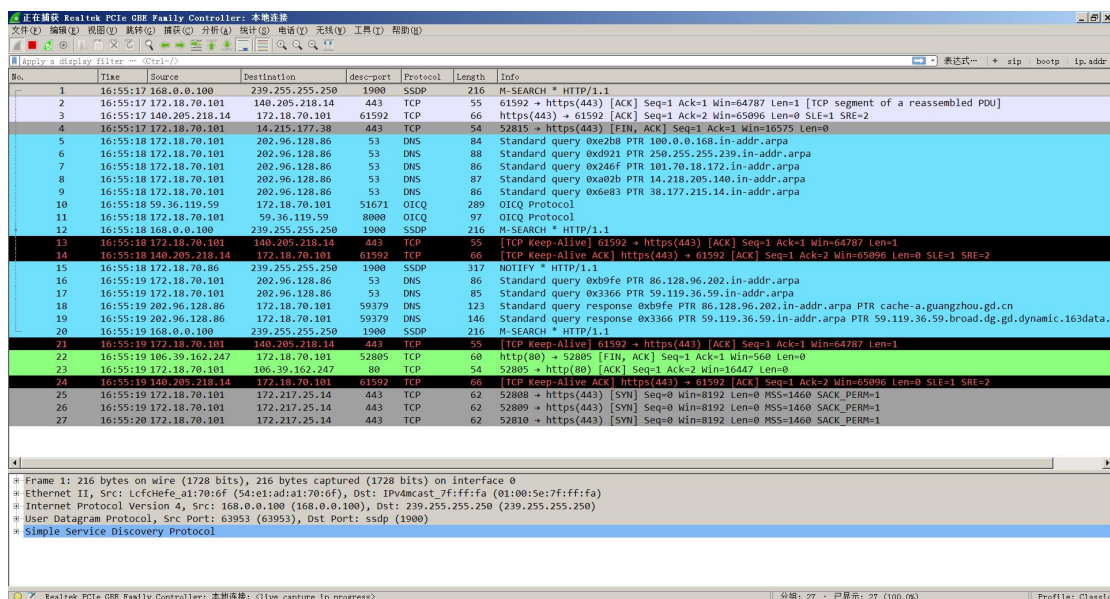 正在捕获 Realtek PCIe GBE Family Controller: 本地连接
文件(F) 编辑(E) 视图(V) 跳转(G) 捕获(C) 分析(A) 统计(S) 电话(Y) 无线(W) 工具(T) 帮助(H)
Apply a display filter … <Ctrl-/> 表达式… + sip bootp ip.addr
No. Time Source Destination desc-port Protocol Length Info
1 16:55:17 168.0.0.100 239.255.255.250 1900 SSDP 216 M-SEARCH * HTTP/1.1
2 16:55:17 172.18.70.101 140.205.218.14 443 TCP 55 61592 → https(443) [ACK] Seq=1 Ack=1 Win=64787 Len=1 [TCP segment of a reassembled PDU]
3 16:55:17 140.205.218.14 172.18.70.101 61592 TCP 66 https(443) → 61592 [ACK] Seq=1 Ack=2 Win=65096 Len=0 SLE=1 SRE=2
4 16:55:18 172.18.70.101 14.215.177.38 443 TCP 54 52815 → https(443) [FIN, ACK] Seq=1 Ack=1 Win=16575 Len=0
5 16:55:18 172.18.70.101 202.96.128.86 53 DNS 84 Standard query 0xe2b8 PTR 100.0.0.168.in-addr.arpa
6 16:55:18 172.18.70.101 202.96.128.86 53 DNS 88 Standard query 0xd921 PTR 250.255.255.239.in-addr.arpa
7 16:55:18 172.18.70.101 202.96.128.86 53 DNS 86 Standard query 0x246f PTR 101.70.18.172.in-addr.arpa
8 16:55:18 172.18.70.101 202.96.128.86 53 DNS 87 Standard query 0xa02b PTR 14.218.205.140.in-addr.arpa
9 16:55:18 172.18.70.101 202.96.128.86 53 DNS 86 Standard query 0x6e83 PTR 38.177.215.14.in-addr.arpa
10 16:55:18 59.36.119.59 172.18.70.101 51671 OICQ 289 OICQ Protocol
11 16:55:18 172.18.70.101 59.36.119.59 8000 OICQ 97 OICQ Protocol
12 16:55:18 168.0.0.100 239.255.255.250 1900 SSDP 216 M-SEARCH * HTTP/1.1
13 16:55:18 172.18.70.101 140.205.218.14 443 TCP 55 [TCP Keep-Alive] 61592 → https(443) [ACK] Seq=1 Ack=1 Win=64787 Len=1
14 16:55:18 140.205.218.14 172.18.70.101 61592 TCP 66 [TCP Keep-Alive ACK] https(443) → 61592 [ACK] Seq=1 Ack=2 Win=65096 Len=0 SLE=1 SRE=2
15 16:55:18 172.18.70.86 239.255.255.250 1900 SSDP 317 NOTIFY * HTTP/1.1
16 16:55:19 172.18.70.101 202.96.128.86 53 DNS 86 Standard query 0xb9fe PTR 86.128.96.202.in-addr.arpa
17 16:55:19 172.18.70.101 202.96.128.86 53 DNS 85 Standard query 0x3366 PTR 59.119.36.59.in-addr.arpa
18 16:55:19 202.96.128.86 172.18.70.101 59379 DNS 123 Standard query response 0xb9fe PTR 86.128.96.202.in-addr.arpa PTR cache-a.guangzhou.gd.cn
19 16:55:19 202.96.128.86 172.18.70.101 59379 DNS 146 Standard query response 0x3366 PTR 59.119.36.59.in-addr.arpa PTR 59.119.36.59.broad.dg.gd.dynamic.163data.
20 16:55:19 168.0.0.100 239.255.255.250 1900 SSDP 216 M-SEARCH * HTTP/1.1
21 16:55:19 172.18.70.101 140.205.218.14 443 TCP 55 [TCP Keep-Alive] 61592 → https(443) [ACK] Seq=1 Ack=1 Win=64787 Len=1
22 16:55:19 106.39.162.247 172.18.70.101 52805 TCP 60 http(80) → 52805 [FIN, ACK] Seq=1 Ack=1 Win=560 Len=0
23 16:55:19 172.18.70.101 106.39.162.247 80 TCP 54 52805 → http(80) [ACK] Seq=1 Ack=2 Win=16447 Len=0
24 16:55:19 140.205.218.14 172.18.70.101 61592 TCP 66 [TCP Keep-Alive ACK] https(443) → 61592 [ACK] Seq=1 Ack=2 Win=65096 Len=0 SLE=1 SRE=2
25 16:55:19 172.18.70.101 172.217.25.14 443 TCP 62 52808 → https(443) [SYN] Seq=0 Win=8192 Len=0 MSS=1460 SACK_PERM=1
26 16:55:19 172.18.70.101 172.217.25.14 443 TCP 62 52809 → https(443) [SYN] Seq=0 Win=8192 Len=0 MSS=1460 SACK_PERM=1
27 16:55:20 172.18.70.101 172.217.25.14 443 TCP 62 52810 → https(443) [SYN] Seq=0 Win=8192 Len=0 MSS=1460 SACK_PERM=1
Frame 1: 216 bytes on wire (1728 bits), 216 bytes captured (1728 bits) on interface 0
Ethernet II, Src: LcfcHefe_a1:70:6f (54:e1:ad:a1:70:6f), Dst: IPv4mcast_7f:ff:fa (01:00:5e:7f:ff:fa)
Internet Protocol Version 4, Src: 168.0.0.100 (168.0.0.100), Dst: 239.255.255.250 (239.255.255.250)
User Datagram Protocol, Src Port: 63953 (63953), Dst Port: ssdp (1900)
Simple Service Discovery Protocol
Realtek PCIe GBE Family Controller: 本地连接: <live capture in progress> 分组: 27 · 已显示: 27 (100.0%) Profile: Classic